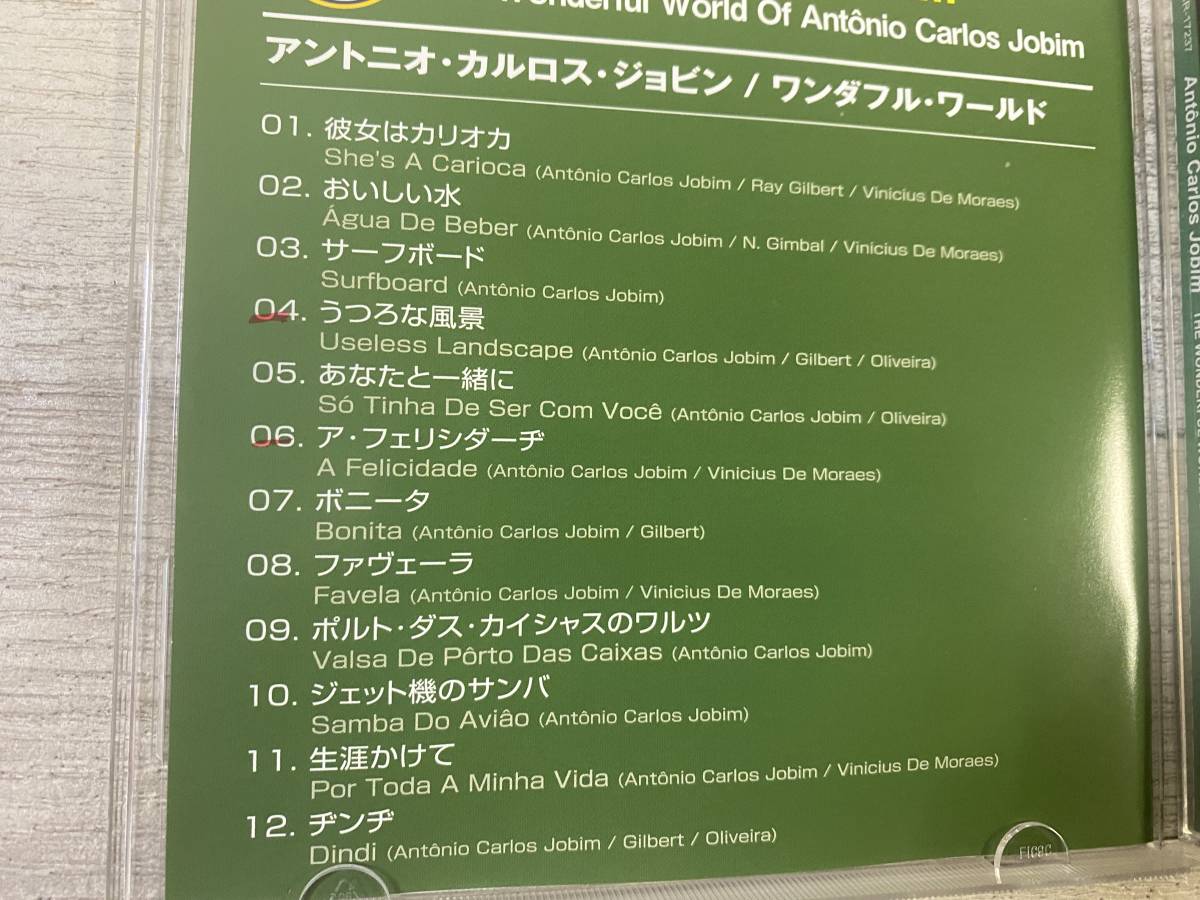 Wonderful World Of Antônio Carlos Jobim
アントニオ・カルロス・ジョビン / ワンダフル・ワールド
01. 彼女はカリオカ
She's A Carioca (Antônio Carlos Jobim / Ray Gilbert / Vinicius De Moraes)
02. おいしい水
Água De Beber (Antônio Carlos Jobim / N. Gimbal / Vinicius De Moraes)
03. サーフボード
Surfboard (Antônio Carlos Jobim)
04. うつろな風景
Useless Landscape (Antônio Carlos Jobim / Gilbert / Oliveira)
05. あなたと一緒に
Só Tinha De Ser Com Você (Antônio Carlos Jobim / Oliveira)
06. ア・フェリシダーヂ
A Felicidade (Antônio Carlos Jobim / Vinicius De Moraes)
07. ボニータ
Bonita (Antônio Carlos Jobim / Gilbert)
08. ファヴェーラ
Favela (Antônio Carlos Jobim / Vinicius De Moraes)
09. ポルト・ダス・カイシャスのワルツ
Valsa De Pôrto Das Caixas (Antônio Carlos Jobim)
10. ジェット機のサンバ
Samba Do Aviâo (Antônio Carlos Jobim)
11. 生涯かけて
Por Toda A Minha Vida (Antônio Carlos Jobim / Vinicius De Moraes)
12. ヂンヂ
Dindi (Antônio Carlos Jobim / Gilbert / Oliveira)
Antônio Carlos Jobim